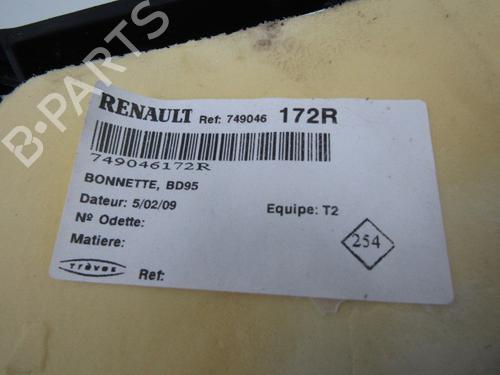 RENAULT Ref: 749046 172R
749046172R
BONNETTE, BD95
Dateur: 5/02/09 Equipe: T2
Nº Odette:
Matiere: 254
Trèves Ref:
B-PARTS